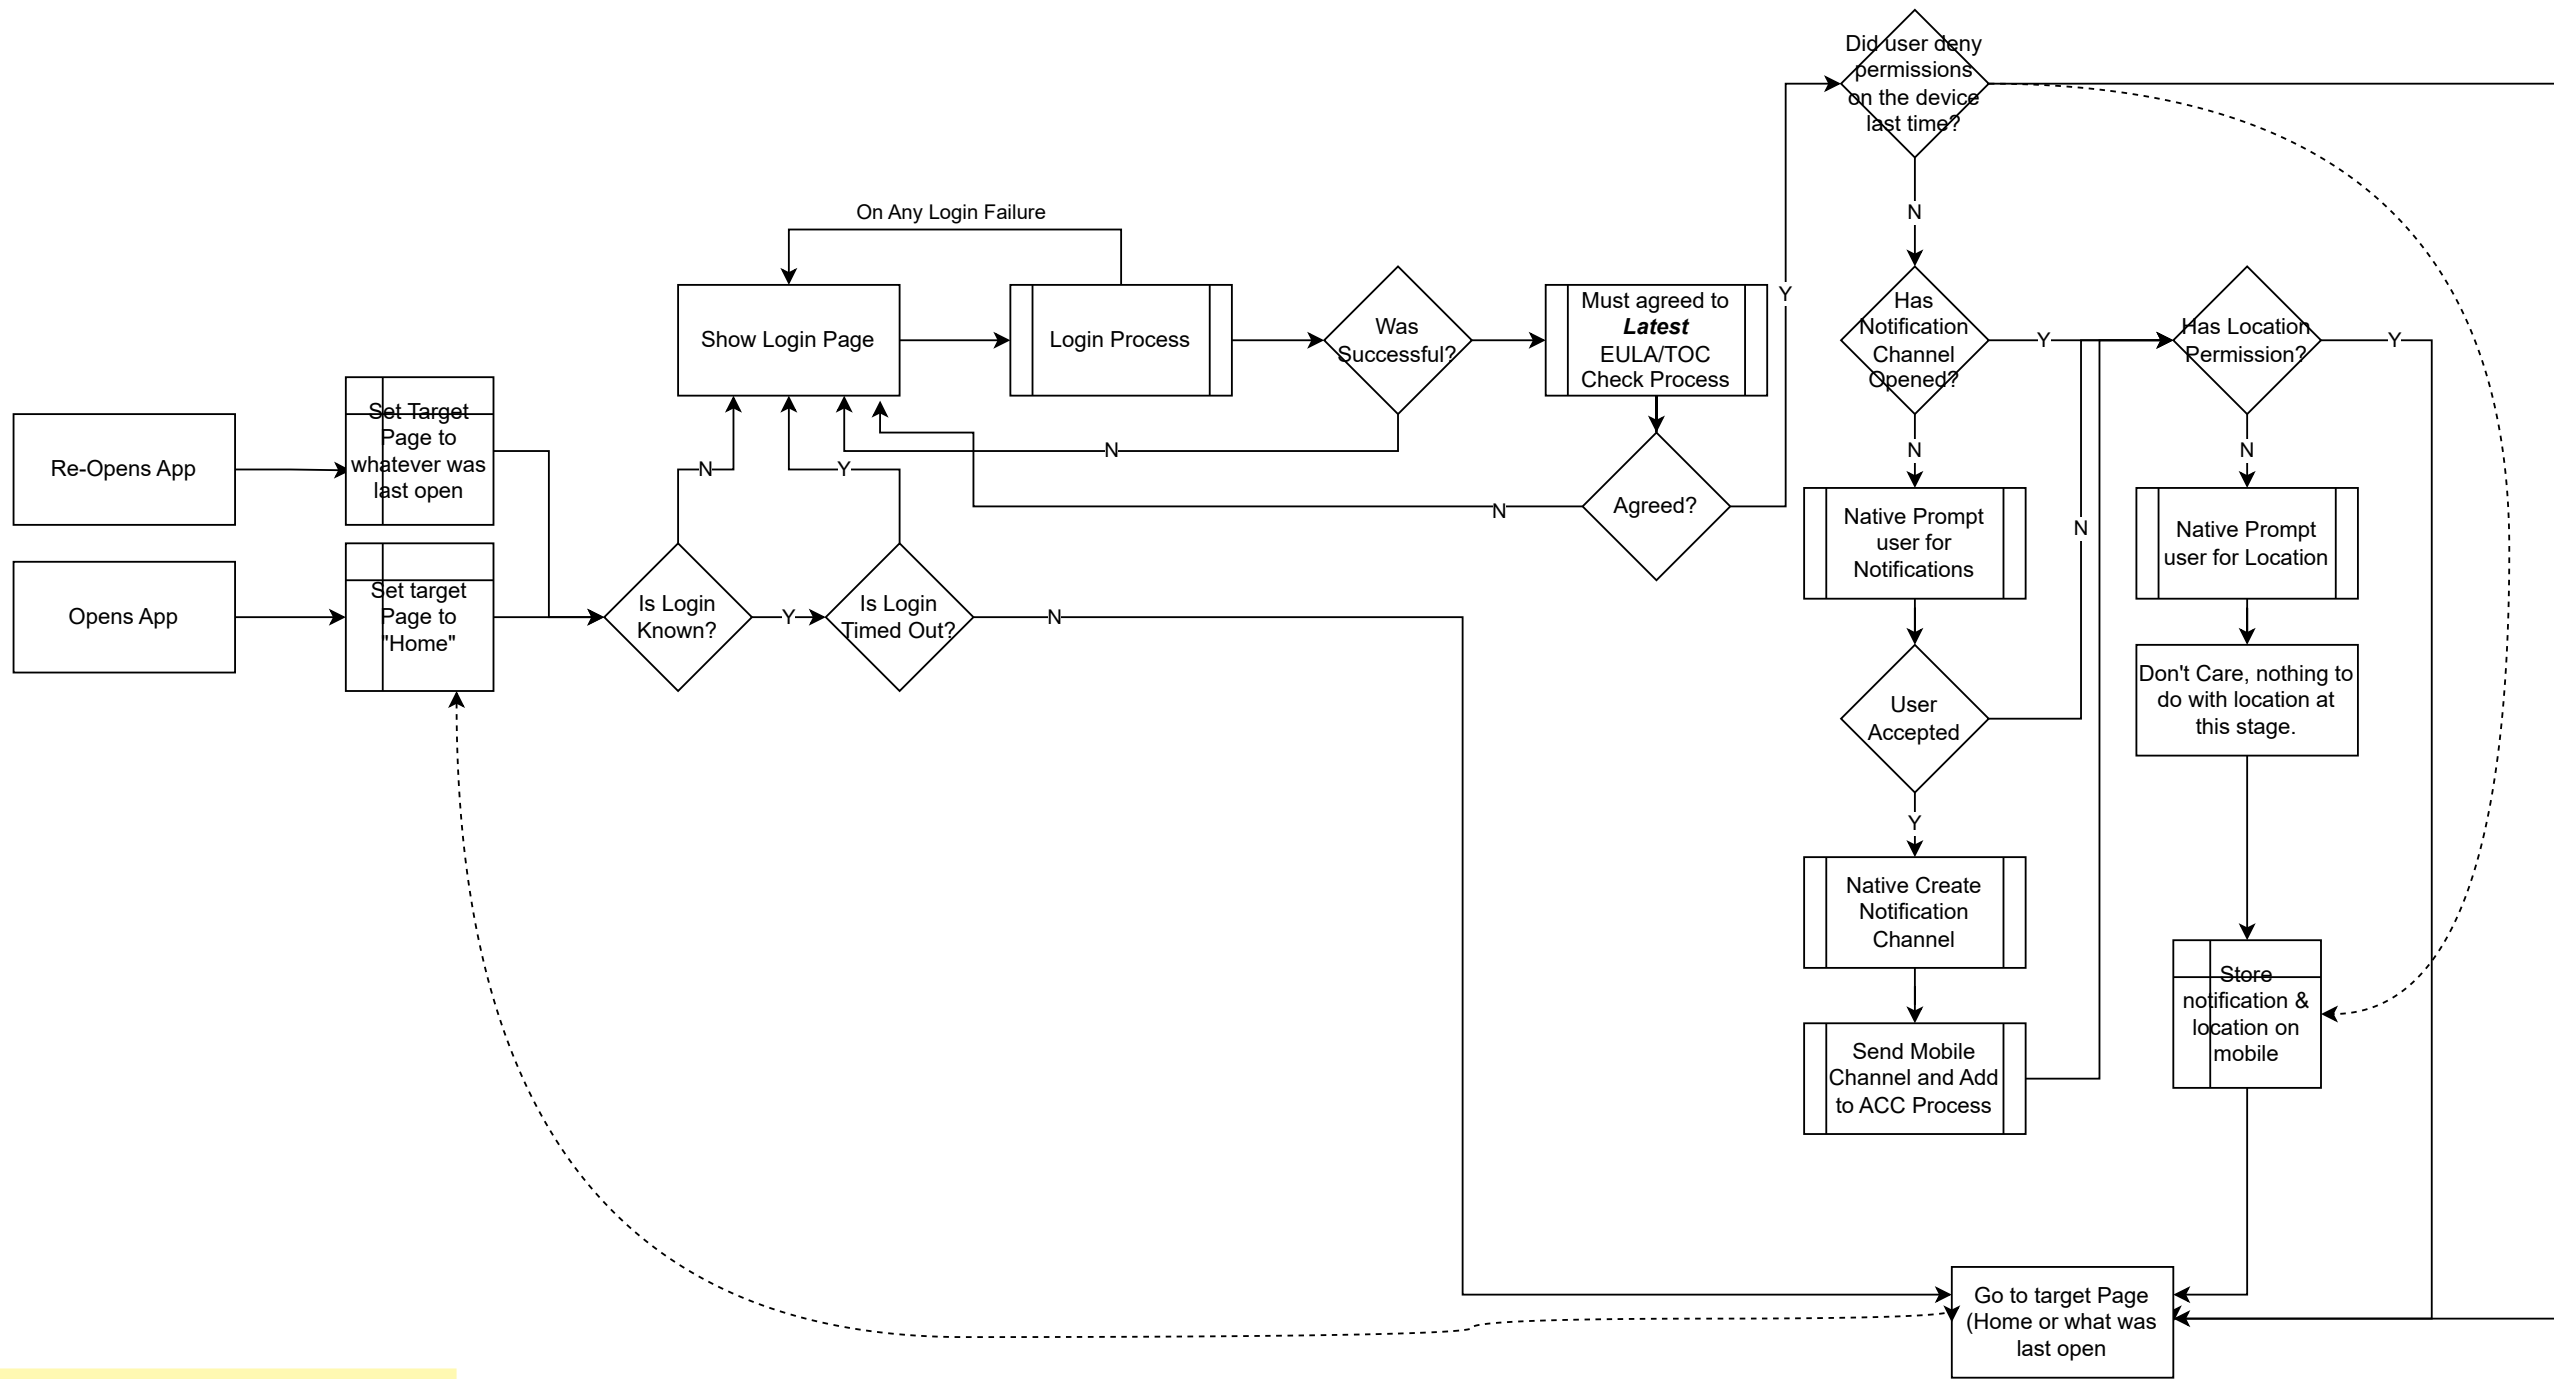 Did user deny
permissions
on the device
last time?
N
On Any Login Failure
Show Login Page
Login Process
Was
Successful?
Must agreed to
Latest
EULA/TOC
Check Process
Y
Has
Notification
Channel
Opened?
Y
Has Location
Permission?
Y
Re-Opens App
Set Target
Page to
whatever was
last open
N
Y
N
N
Agreed?
N
N
Native Prompt
user for
Notifications
N
Native Prompt
user for Location
Opens App
Set target
Page to
"Home"
Is Login
Known?
Y
Is Login
Timed Out?
N
User
Accepted
Don't Care, nothing to
do with location at
this stage.
Y
Native Create
Notification
Channel
Store
notification &
location on
mobile
Send Mobile
Channel and Add
to ACC Process
Go to target Page
(Home or what was
last open